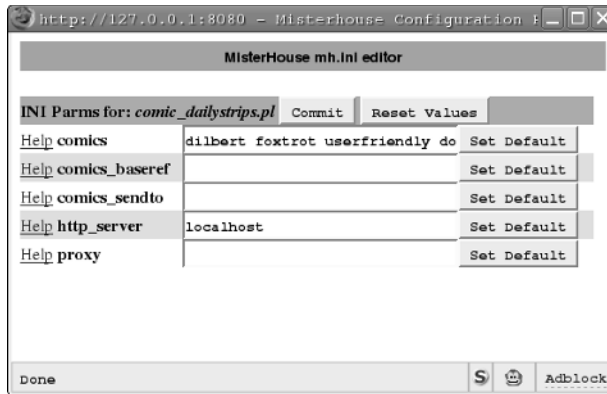 http://127.0.0.1:8080 - Misterhouse Configuration
MisterHouse mh.ini editor
INI Parms for: comic_dailystrips.pl Commit Reset Values
Help comics dilbert foxtrot userfriendly do Set Default
Help comics_baseref Set Default
Help comics_sendto Set Default
Help http_server localhost Set Default
Help proxy Set Default
Done S Adblock